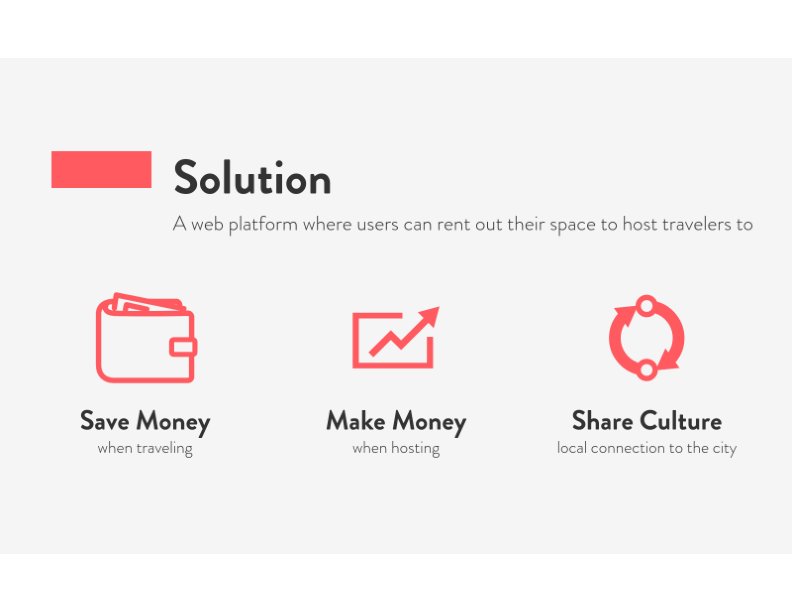 Solution
A web platform where users can rent out their space to host travelers to
Save Money
when traveling
Make Money
when hosting
Share Culture
local connection to the city